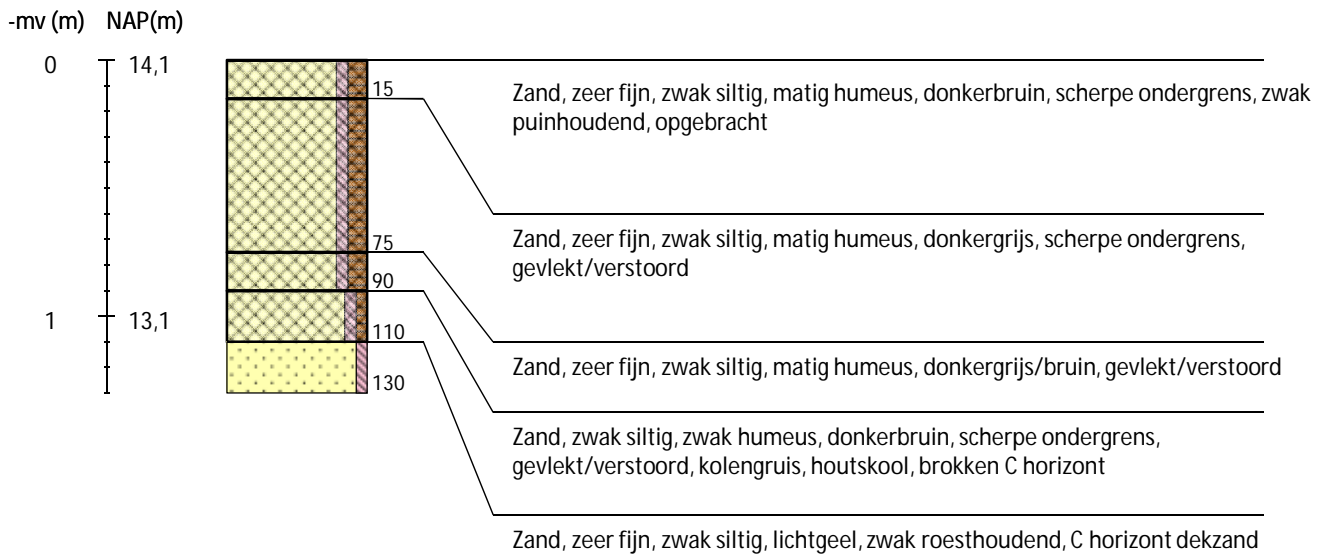 -mv (m) NAP(m)
0 14,1
15
Zand, zeer fijn, zwak siltig, matig humeus, donkerbruin, scherpe ondergrens, zwak
puinhoudend, opgebracht
75
Zand, zeer fijn, zwak siltig, matig humeus, donkergrijs, scherpe ondergrens,
gevlekt/verstoord
90
1 13,1
110
Zand, zeer fijn, zwak siltig, matig humeus, donkergrijs/bruin, gevlekt/verstoord
130
Zand, zwak siltig, zwak humeus, donkerbruin, scherpe ondergrens,
gevlekt/verstoord, kolengruis, houtskool, brokken C horizont
Zand, zeer fijn, zwak siltig, lichtgeel, zwak roesthoudend, C horizont dekzand